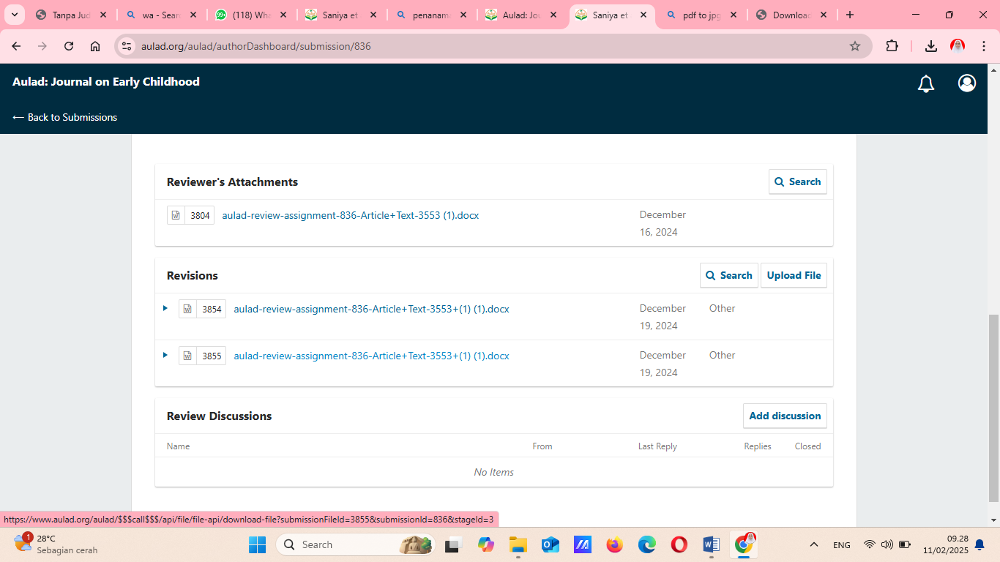 Tanpa Jud
wa - Sear
99+ (118) Wha
Saniya et
penanam
Aulad: Jou
Saniya et
pdf to jpg
Download
aulad.org/aulad/authorDashboard/submission/836
Aulad: Journal on Early Childhood
← Back to Submissions
Reviewer's Attachments
Search
3804 aulad-review-assignment-836-Article+Text-3553 (1).docx December
16, 2024
Revisions
Search Upload File
3854 aulad-review-assignment-836-Article+Text-3553+(1) (1).docx December Other
19, 2024
3855 aulad-review-assignment-836-Article+Text-3553+(1) (1).docx December Other
19, 2024
Review Discussions
Add discussion
Name From Last Reply Replies Closed
No Items
https://www.aulad.org/aulad/$$$call$$$/api/file/file-api/download-file?submissionFileId=3855&submissionId=836&stageId=3
1 28°C
Sebagian cerah
Search
ENG
09.28
11/02/2025